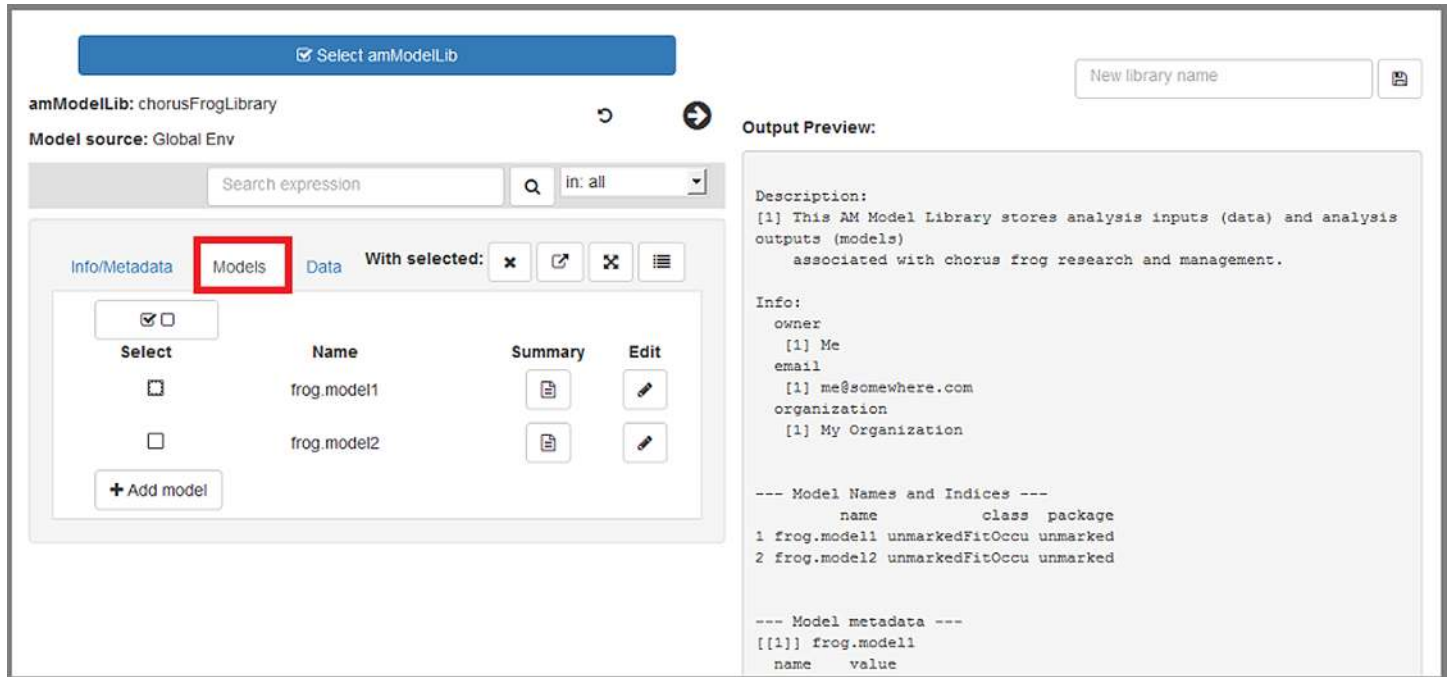 Select amModelLib
amModelLib: chorusFrogLibrary
Model source: Global Env
Search expression
in: all
Info/Metadata
Models
Data
With selected:
Select
Name
Summary
Edit
frog.model1
frog.model2
Add model
New library name
Output Preview:
Description:
[1] This AM Model Library stores analysis inputs (data) and analysis
outputs (models)
associated with chorus frog research and management.
Info:
owner
[1] Me
email
[1] me@somewhere.com
organization
[1] My Organization
--- Model Names and Indices ---
name class package
1 frog.model1 unmarkedFitOccu unmarked
2 frog.model2 unmarkedFitOccu unmarked
--- Model metadata ---
[[1]] frog.model1
name value